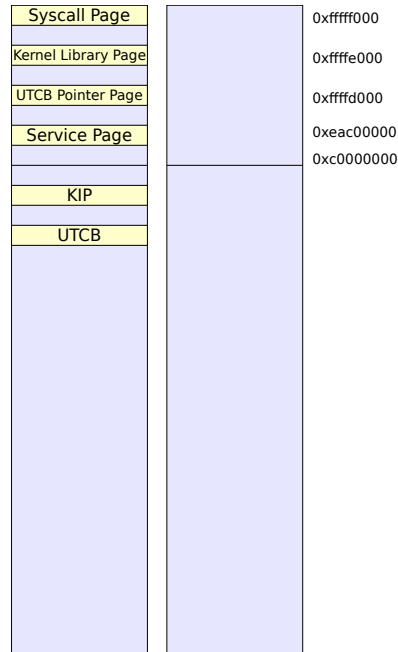 Syscall Page
0xfffff000
Kernel Library Page
0xffffe000
UTCB Pointer Page
0xffffd000
Service Page
0xeac00000
0xc0000000
KIP
UTCB